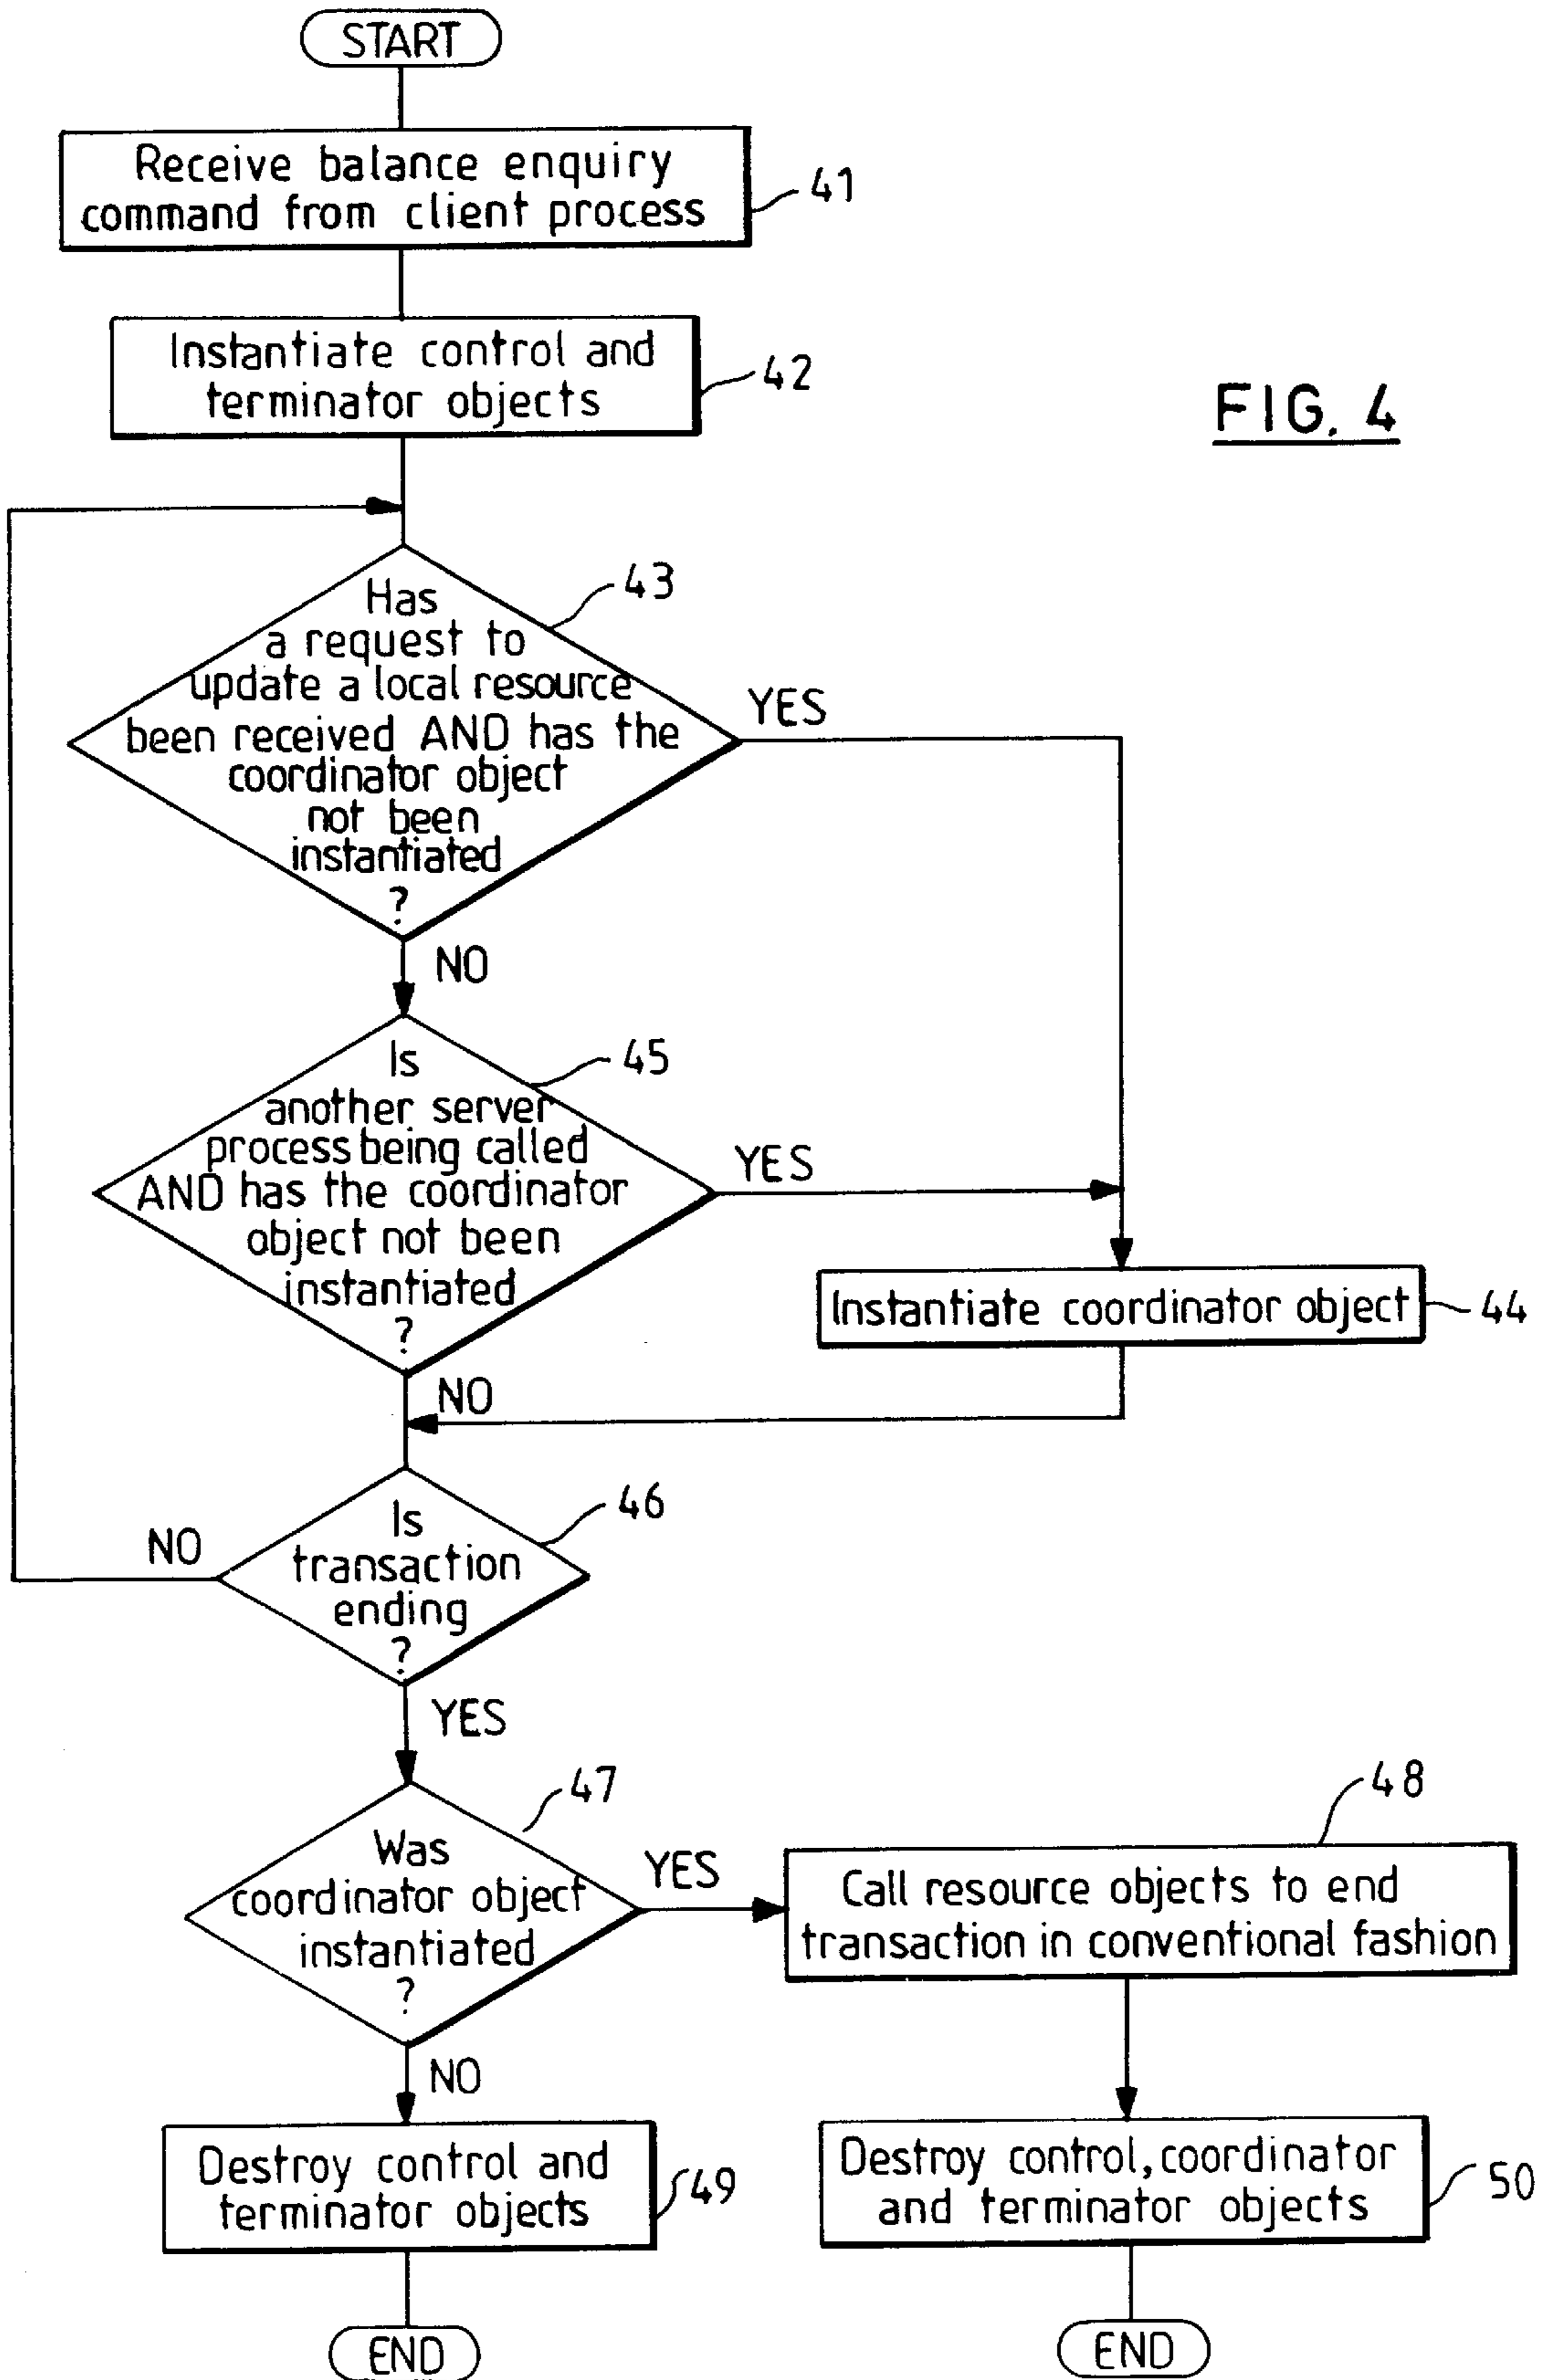 START
Receive balance enquiry
command from client process
41
Instantiate control and
terminator objects
42
FIG. 4
Has
a request to
update a local resource
been received AND has the
coordinator object
not been
instantiated
?
43
YES
NO
Is
another server
process being called
AND has the coordinator
object not been
instantiated
?
45
YES
Instantiate coordinator object
44
NO
Is
transaction
ending
?
46
NO
YES
Was
coordinator object
instantiated
?
47
YES
Call resource objects to end
transaction in conventional fashion
48
NO
Destroy control and
terminator objects
49
Destroy control, coordinator
and terminator objects
50
END
END